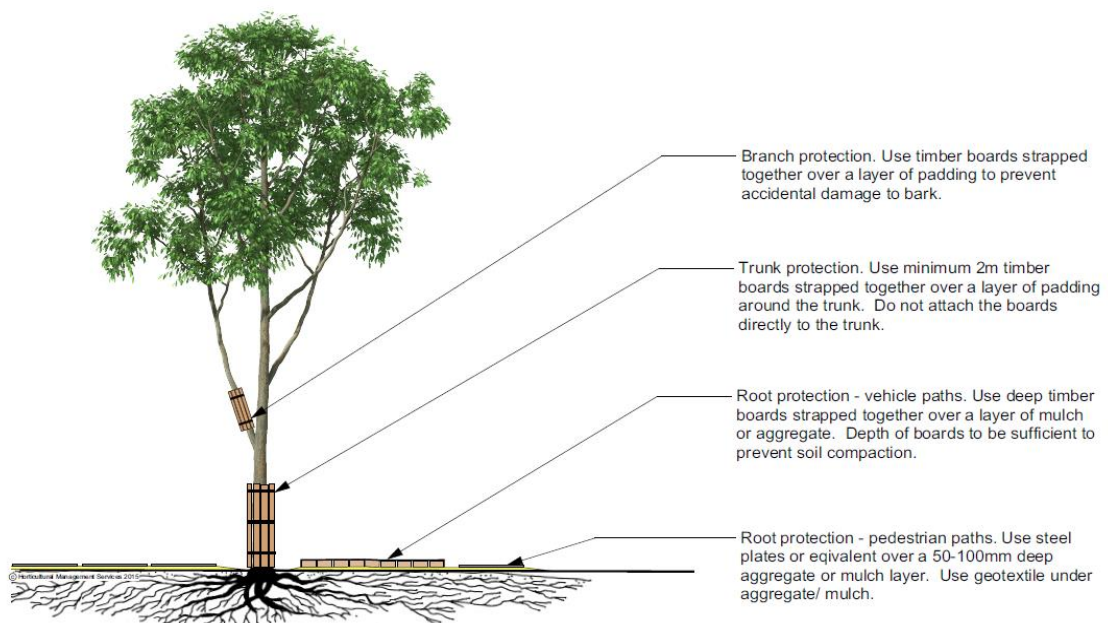 Branch protection. Use timber boards strapped
together over a layer of padding to prevent
accidental damage to bark.
Trunk protection. Use minimum 2m timber
boards strapped together over a layer of padding
around the trunk.  Do not attach the boards
directly to the trunk.
Root protection - vehicle paths. Use deep timber
boards strapped together over a layer of mulch
or aggregate.  Depth of boards to be sufficient to
prevent soil compaction.
Root protection - pedestrian paths. Use steel
plates or eqivalent over a 50-100mm deep
aggregate or mulch layer.  Use geotextile under
aggregate/ mulch.
© Horticultural Management Services 2015